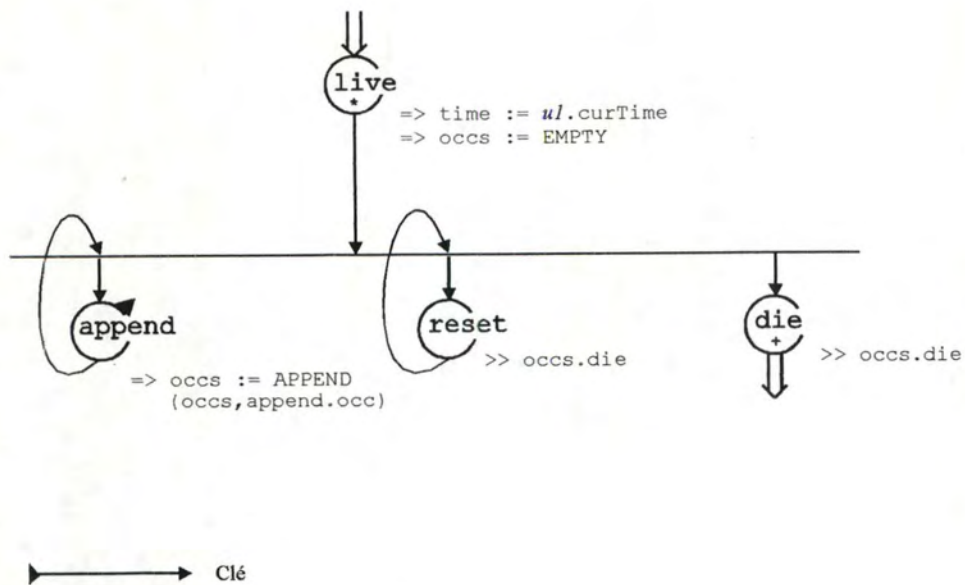 live
*
=> time := ul.curTime
=> occs := EMPTY
append
=> occs := APPEND
(occs,append.occ)
reset
>> occs.die
die
+
>> occs.die
Clé